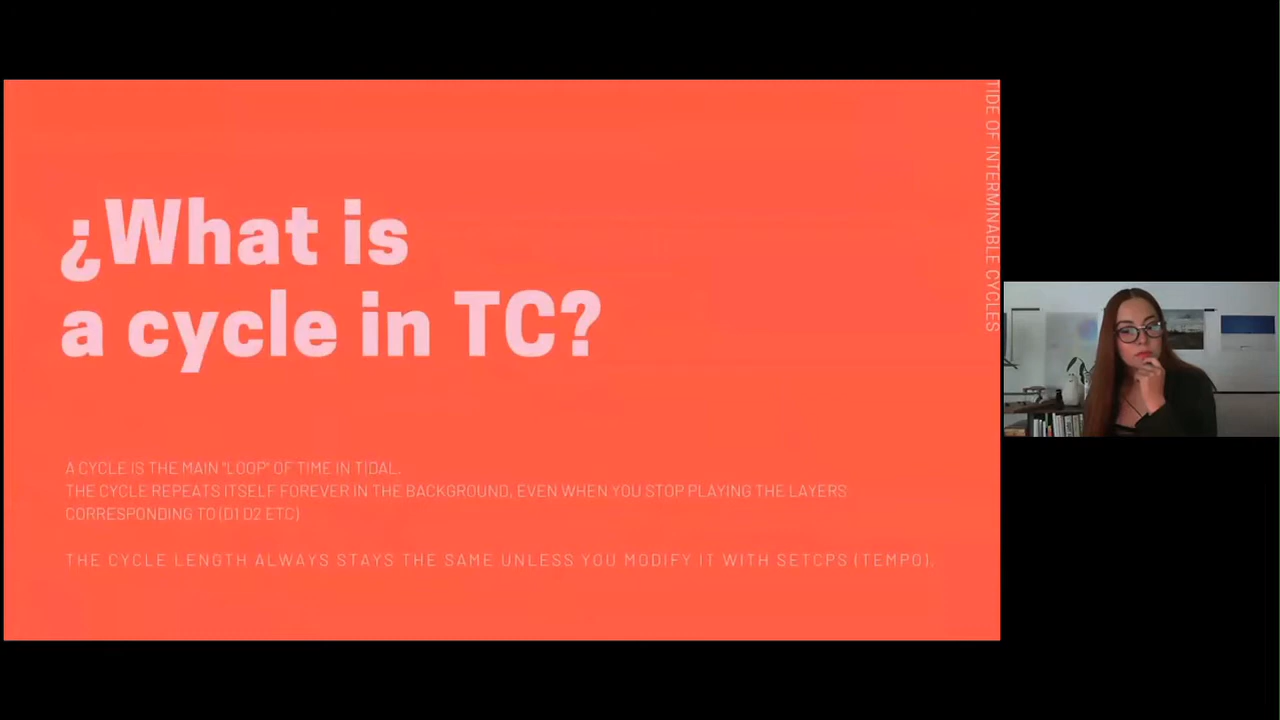 ¿What is
a cycle in TC?
A CYCLE IS THE MAIN "LOOP" OF TIME IN TIDAL.
THE CYCLE REPEATS ITSELF FOREVER IN THE BACKGROUND, EVEN WHEN YOU STOP PLAYING THE LAYERS
CORRESPONDING TO (D1 D2 ETC)
THE CYCLE LENGTH ALWAYS STAYS THE SAME UNLESS YOU MODIFY IT WITH SETCPS (TEMPO).
TIDE OF INTERMINABLE CYCLES